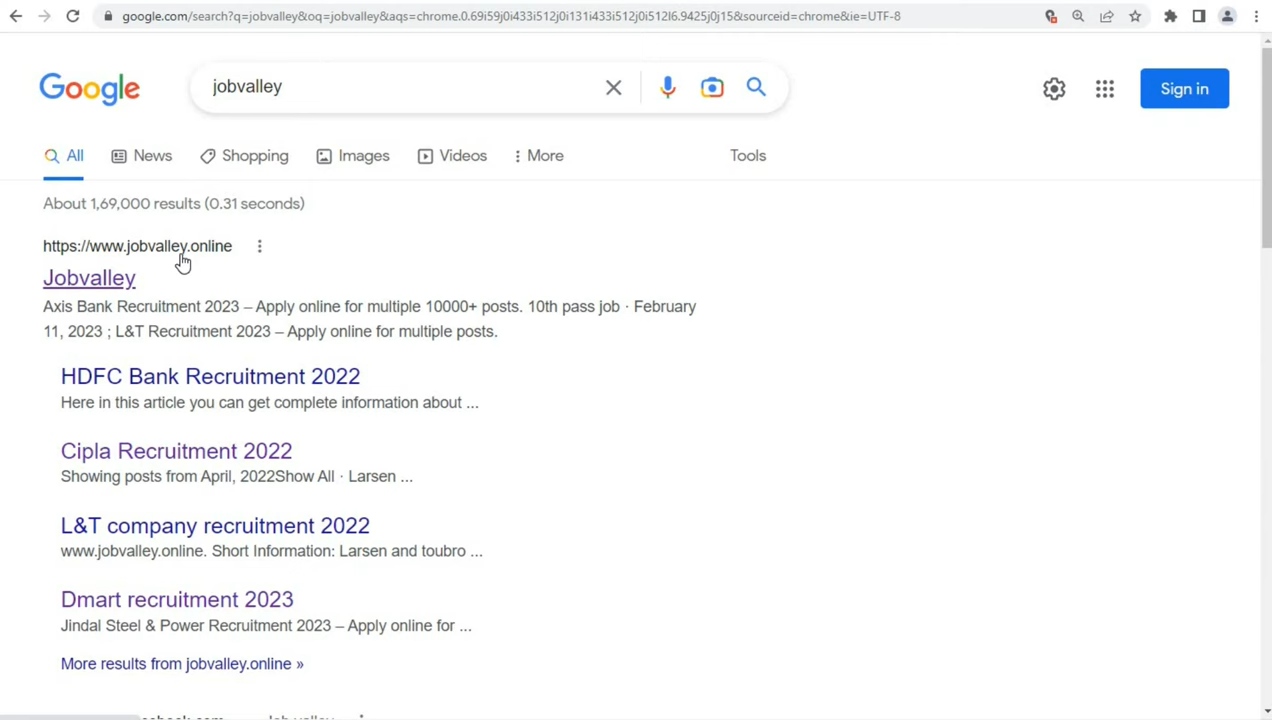 google.com/search?q=jobvalley&oq=jobvalley&aqs=chrome.0.69i59j0i433i512j0i131i433i512j0i512l6.9425j0j15&sourceid=chrome&ie=UTF-8
Google
jobvalley
Sign in
All News Shopping Images Videos More Tools
About 1,69,000 results (0.31 seconds)
https://www.jobvalley.online
Jobvalley
Axis Bank Recruitment 2023 – Apply online for multiple 10000+ posts. 10th pass job · February
11, 2023 ; L&T Recruitment 2023 – Apply online for multiple posts.
HDFC Bank Recruitment 2022
Here in this article you can get complete information about ...
Cipla Recruitment 2022
Showing posts from April, 2022Show All · Larsen ...
L&T company recruitment 2022
www.jobvalley.online. Short Information: Larsen and toubro ...
Dmart recruitment 2023
Jindal Steel & Power Recruitment 2023 – Apply online for ...
More results from jobvalley.online »